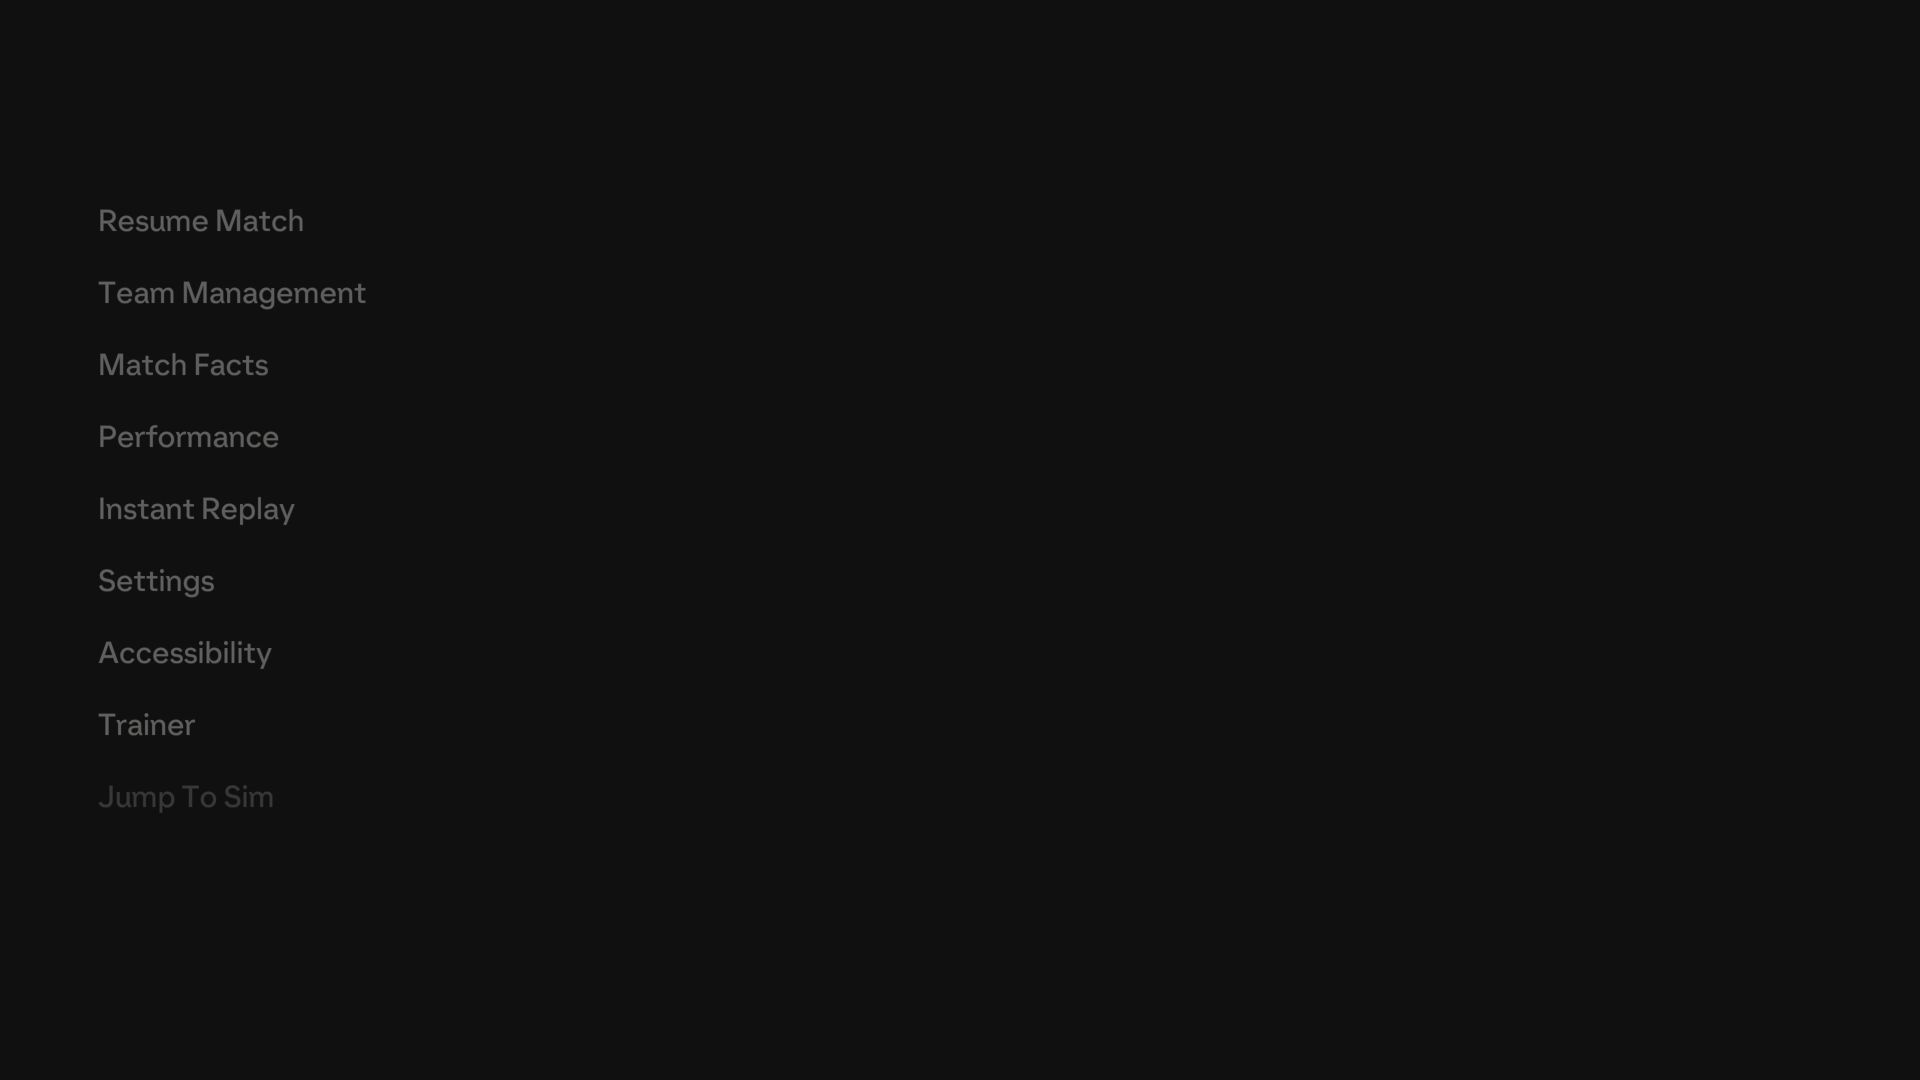 Resume Match
Team Management
Match Facts
Performance
Instant Replay
Settings
Accessibility
Trainer
Jump To Sim